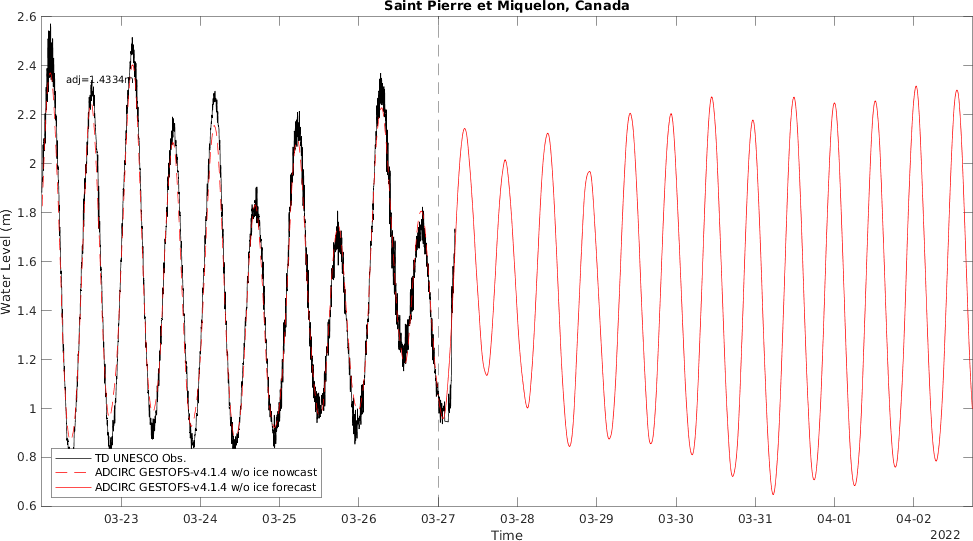 Saint Pierre et Miquelon, Canada
2.6
2.4
adj=1.4334m
2.2
2
1.8
1.6
1.4
1.2
1
0.8
0.6
Water Level (m)
TD UNESCO Obs.
ADCIRC GESTOFS-v4.1.4 w/o ice nowcast
ADCIRC GESTOFS-v4.1.4 w/o ice forecast
03-23 03-24 03-25 03-26 03-27 03-28 03-29 03-30 03-31 04-01 04-02
Time
2022